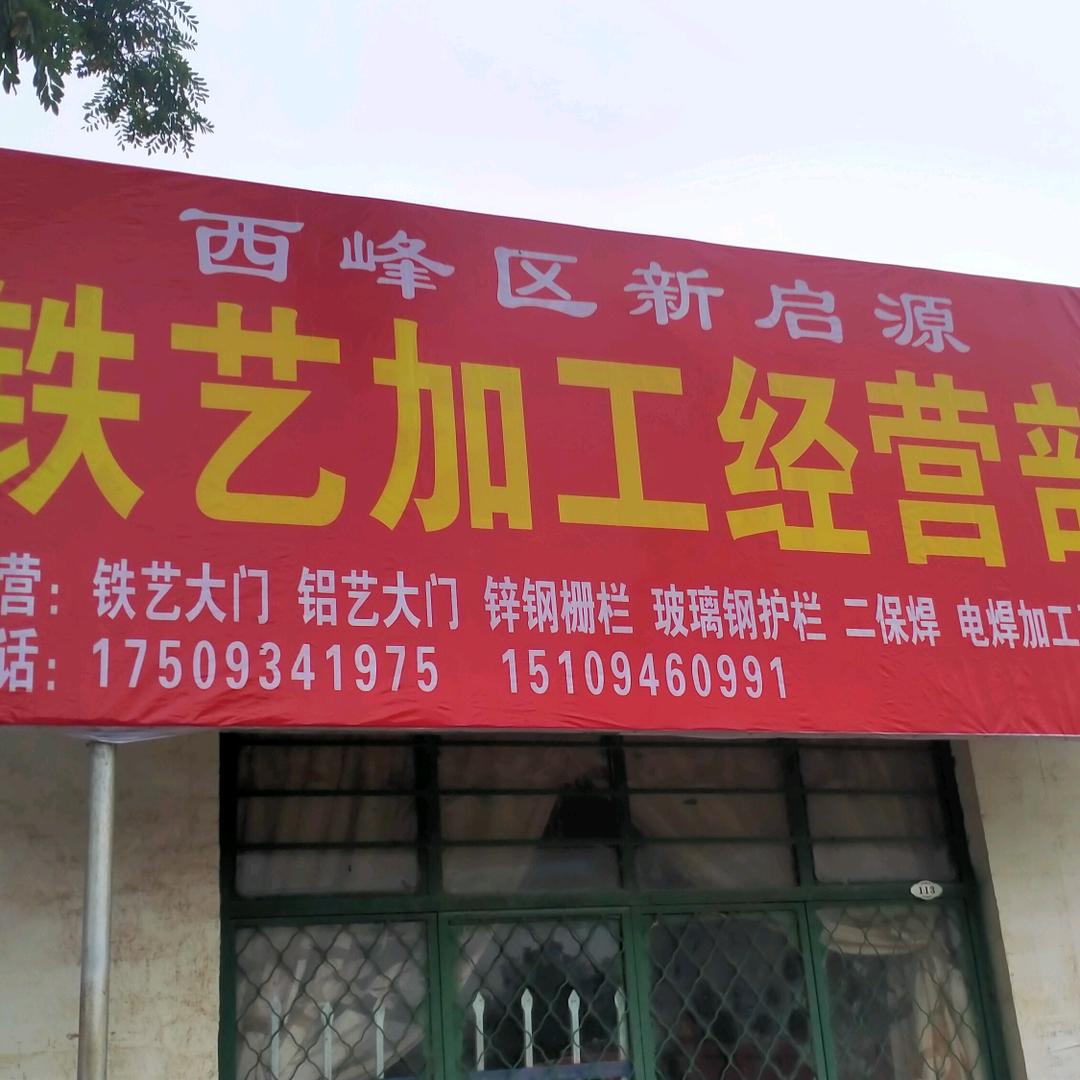 西峰区新启源
铁艺加工经营部
营：铁艺大门 铝艺大门 锌钢栅栏 玻璃钢护栏 二保焊 电焊加工
话：17509341975 15109460991
113